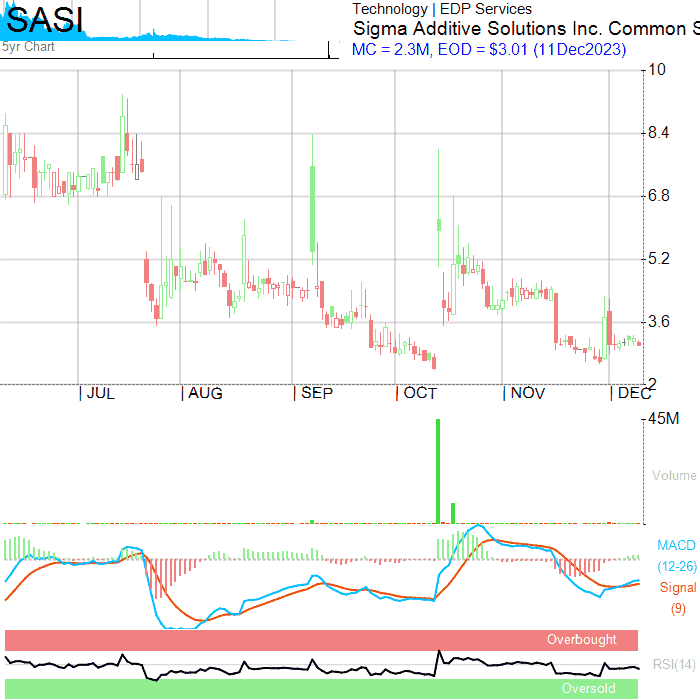 SASI
5yr Chart
Technology | EDP Services
Sigma Additive Solutions Inc. Common S
MC = 2.3M, EOD = $3.01 (11Dec2023)
10
8.4
6.8
5.2
3.6
2
| JUL | AUG | SEP | OCT | NOV | DEC
45M
Volume
MACD
(12-26)
Signal
(9)
Overbought
RSI(14)
Oversold